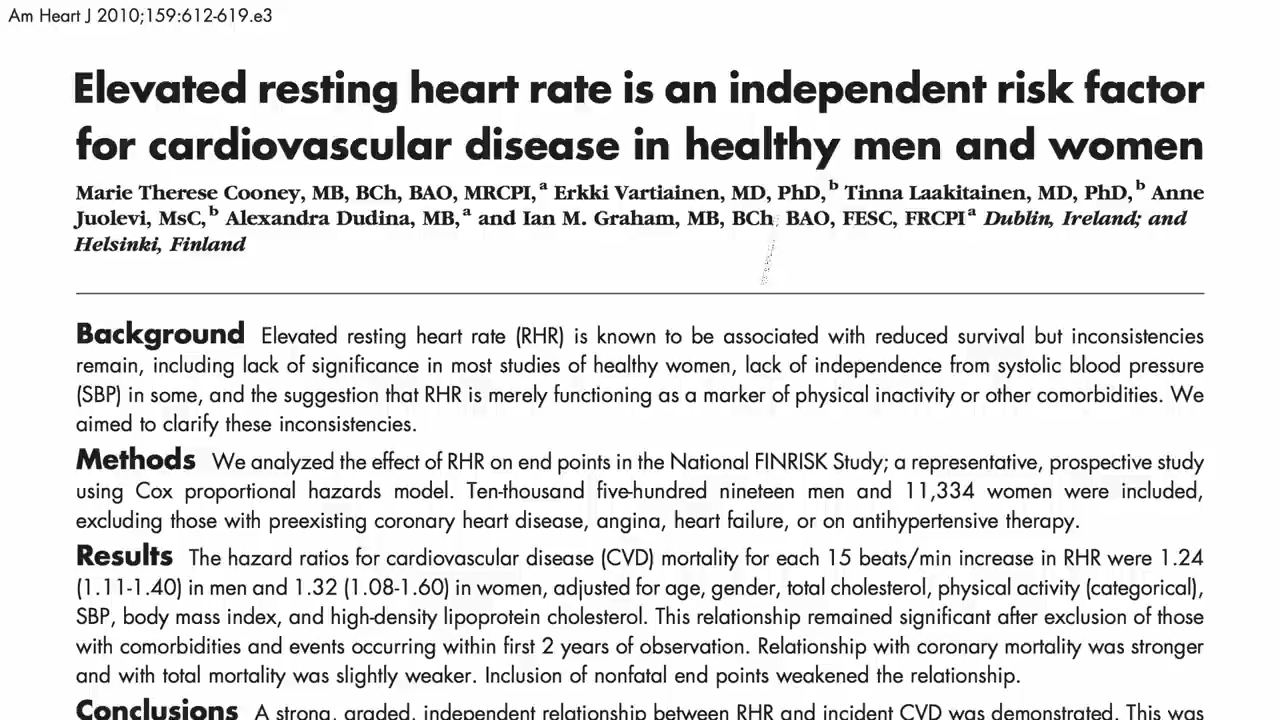 Am Heart J 2010;159:612-619.e3
Elevated resting heart rate is an independent risk factor
for cardiovascular disease in healthy men and women
Marie Therese Cooney, MB, BCh, BAO, MRCPI,a Erkki Vartiainen, MD, PhD,b Tinna Laakitainen, MD, PhD,b Anne
Juolevi, MsC,b Alexandra Dudina, MB,a and Ian M. Graham, MB, BCh, BAO, FESC, FRCPIa Dublin, Ireland; and
Helsinki, Finland
Background Elevated resting heart rate (RHR) is known to be associated with reduced survival but inconsistencies
remain, including lack of significance in most studies of healthy women, lack of independence from systolic blood pressure
(SBP) in some, and the suggestion that RHR is merely functioning as a marker of physical inactivity or other comorbidities. We
aimed to clarify these inconsistencies.
Methods We analyzed the effect of RHR on end points in the National FINRISK Study; a representative, prospective study
using Cox proportional hazards model. Ten-thousand five-hundred nineteen men and 11,334 women were included,
excluding those with preexisting coronary heart disease, angina, heart failure, or on antihypertensive therapy.
Results The hazard ratios for cardiovascular disease (CVD) mortality for each 15 beats/min increase in RHR were 1.24
(1.11-1.40) in men and 1.32 (1.08-1.60) in women, adjusted for age, gender, total cholesterol, physical activity (categorical),
SBP, body mass index, and high-density lipoprotein cholesterol. This relationship remained significant after exclusion of those
with comorbidities and events occurring within first 2 years of observation. Relationship with coronary mortality was stronger
and with total mortality was slightly weaker. Inclusion of nonfatal end points weakened the relationship.
Conclusions A strong, graded, independent relationship between RHR and incident CVD was demonstrated. This was